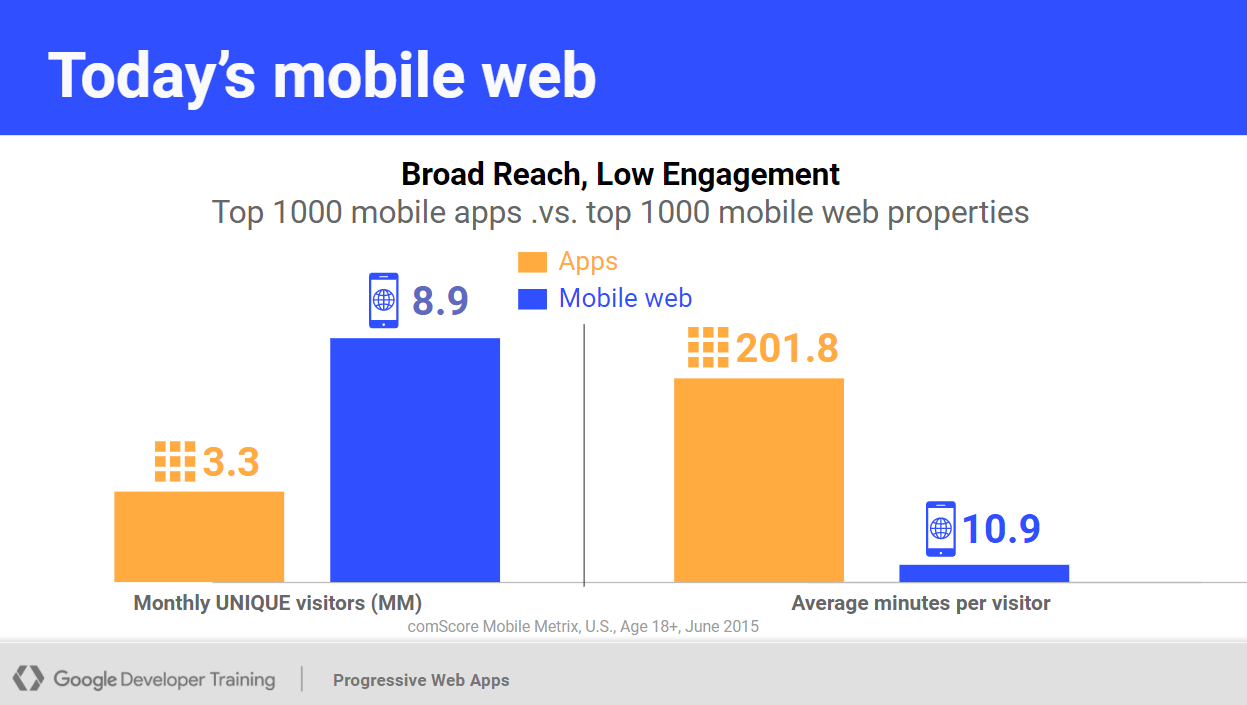 Today's mobile web
Broad Reach, Low Engagement
Top 1000 mobile apps .vs. top 1000 mobile web properties
Apps
Mobile web
8.9
3.3
201.8
10.9
Monthly UNIQUE visitors (MM)
Average minutes per visitor
comScore Mobile Metrix, U.S., Age 18+, June 2015
Google Developer Training
Progressive Web Apps